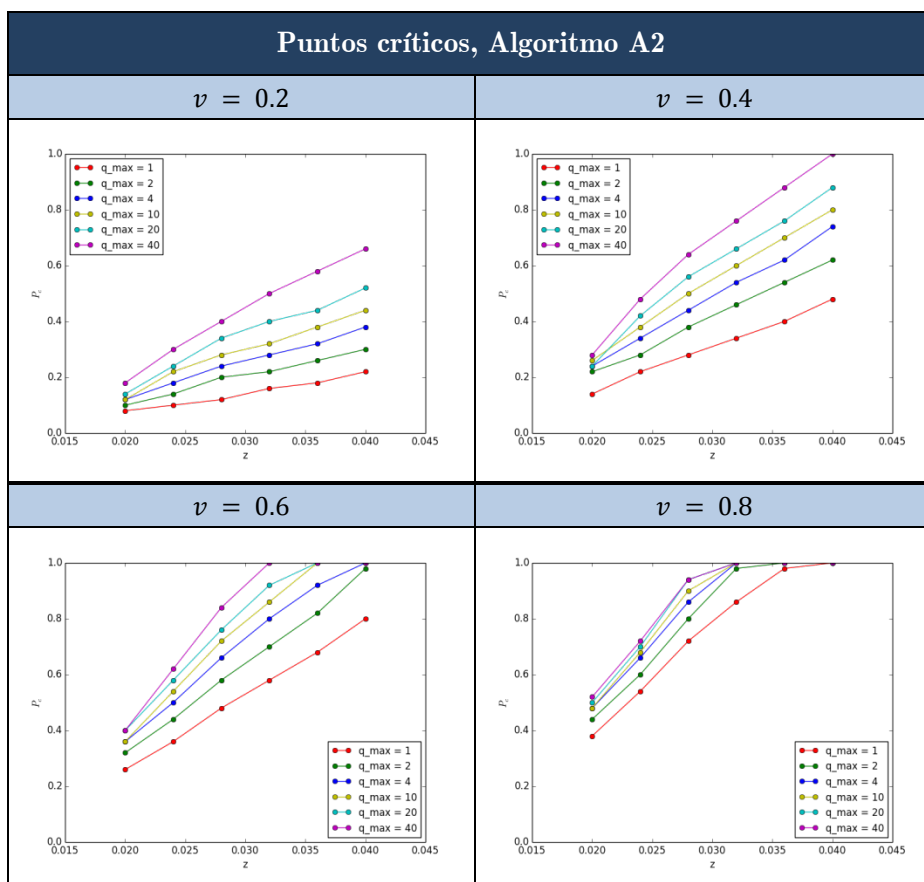 Puntos críticos, Algoritmo A2
v = 0.2
v = 0.4
1.0
0.8
0.6
0.4
0.2
0.0
0.015 0.020 0.025 0.030 0.035 0.040 0.045
z
P_c
q_max = 1
q_max = 2
q_max = 4
q_max = 10
q_max = 20
q_max = 40
1.0
0.8
0.6
0.4
0.2
0.0
0.015 0.020 0.025 0.030 0.035 0.040 0.045
z
P_c
q_max = 1
q_max = 2
q_max = 4
q_max = 10
q_max = 20
q_max = 40
v = 0.6
v = 0.8
1.0
0.8
0.6
0.4
0.2
0.0
0.015 0.020 0.025 0.030 0.035 0.040 0.045
z
P_c
q_max = 1
q_max = 2
q_max = 4
q_max = 10
q_max = 20
q_max = 40
1.0
0.8
0.6
0.4
0.2
0.0
0.015 0.020 0.025 0.030 0.035 0.040 0.045
z
P_c
q_max = 1
q_max = 2
q_max = 4
q_max = 10
q_max = 20
q_max = 40